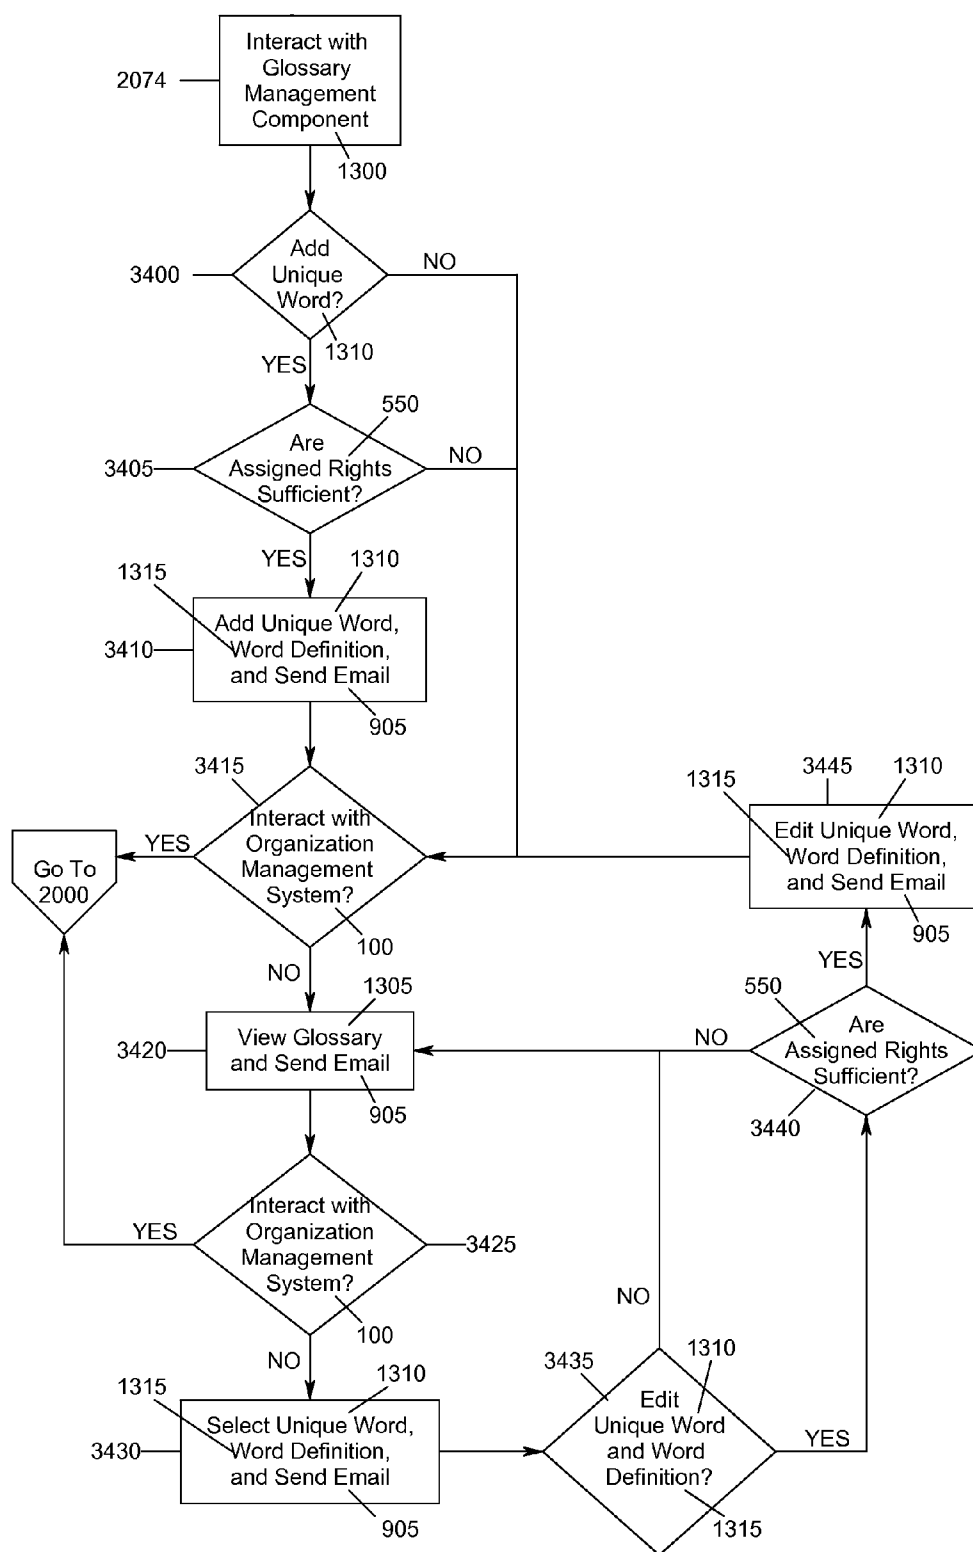 Interact with
Glossary
Management
Component
2074
1300
Add
Unique
Word?
3400
NO
1310
YES
550
Are
Assigned Rights
Sufficient?
3405
NO
YES
1310
1315
Add Unique Word,
Word Definition,
and Send Email
3410
905
3415
Interact with
Organization
Management
System?
YES
Go To
2000
100
NO
3445
1310
1315
Edit Unique Word,
Word Definition,
and Send Email
905
YES
1305
View Glossary
and Send Email
3420
905
550
NO
Are
Assigned Rights
Sufficient?
3440
Interact with
Organization
Management
System?
YES
3425
100
NO
1310
1315
Select Unique Word,
Word Definition,
and Send Email
3430
905
NO
3435
1310
Edit
Unique Word
and Word
Definition?
YES
1315